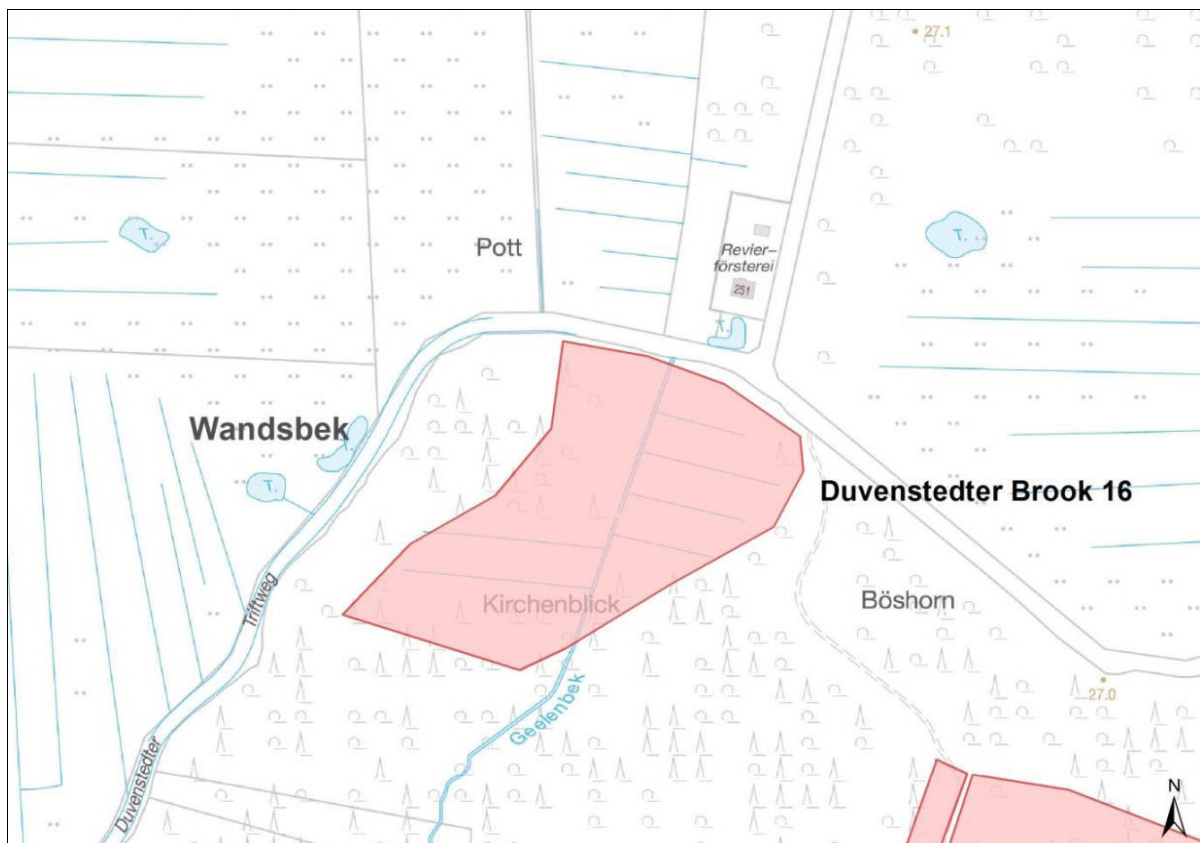 27.1
T.
Pott
Revier-
försterei
251
T.
T.
Wandsbek
T.
T.
Duvenstedter Brook 16
Kirchenblick
Böshorn
Triftweg
Geelenbek
27.0
Duvenstedter
N